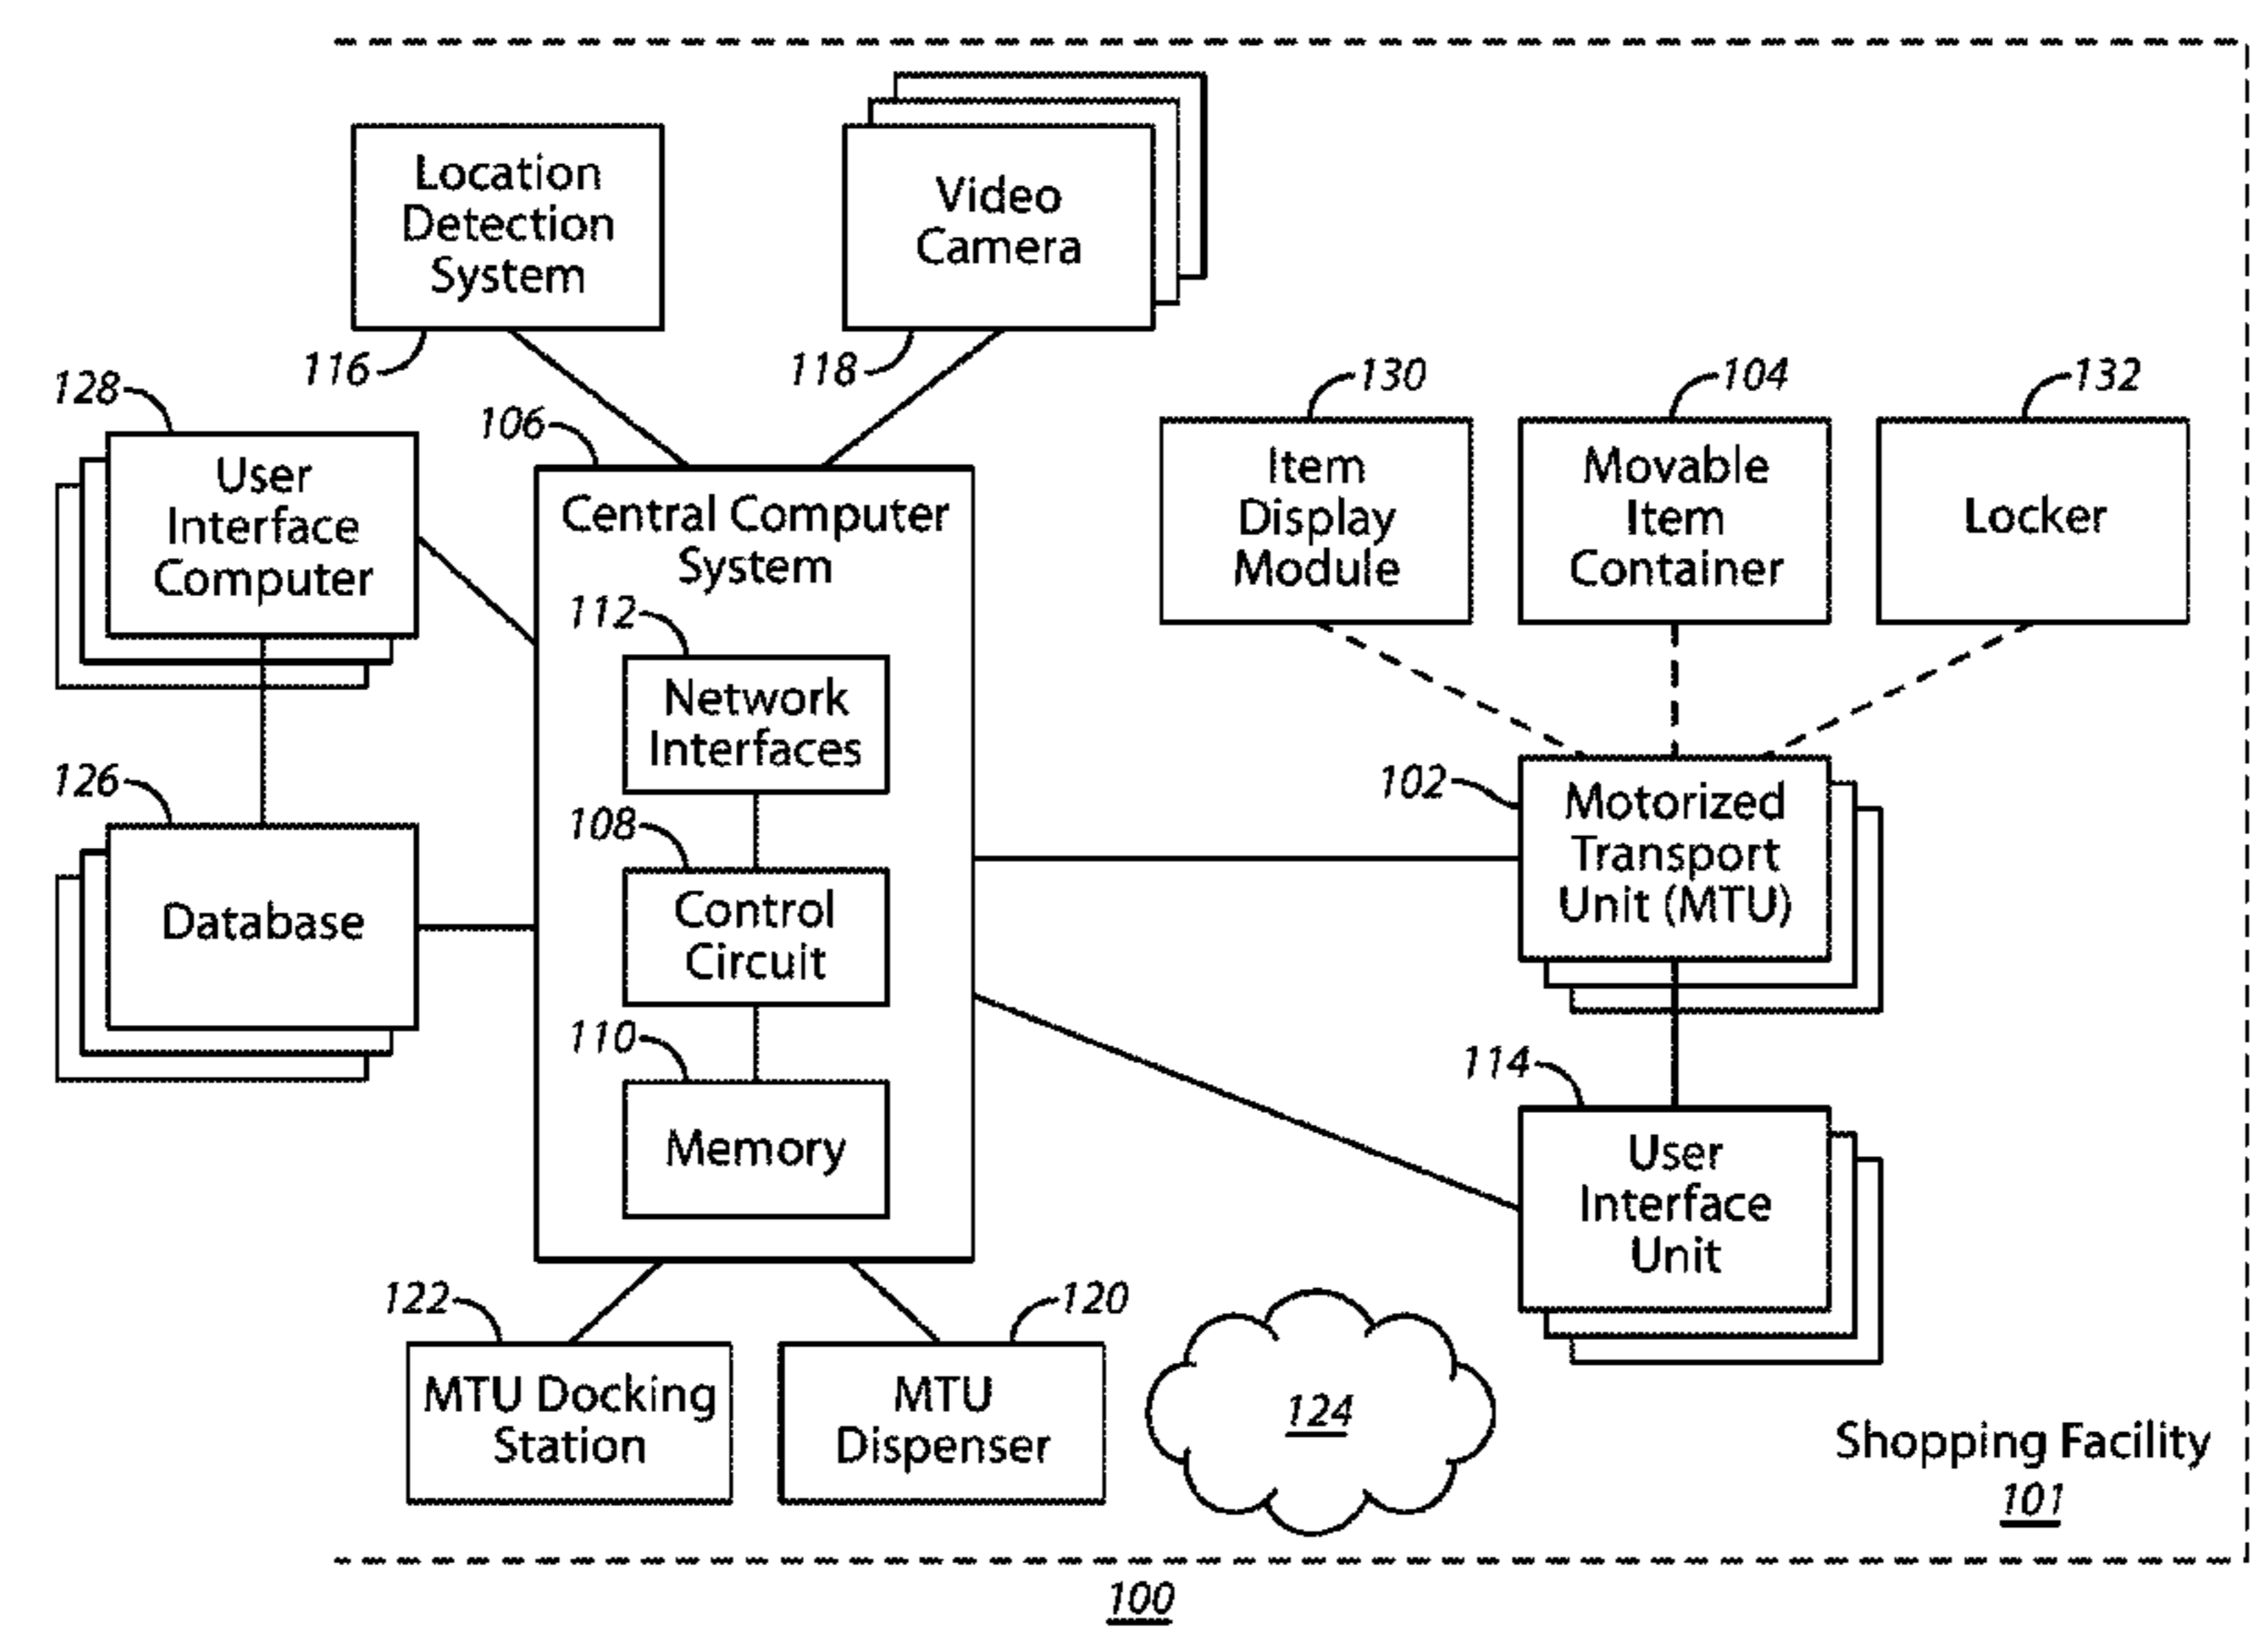 Location
Detection
System
116
Video
Camera
118
128
User
Interface
Computer
106
Central Computer
System
112
Network
Interfaces
108
Control
Circuit
110
Memory
126
Database
130
Item
Display
Module
104
Movable
Item
Container
132
Locker
102
Motorized
Transport
Unit (MTU)
114
User
Interface
Unit
122
MTU Docking
Station
120
MTU
Dispenser
124
Shopping Facility
101
100